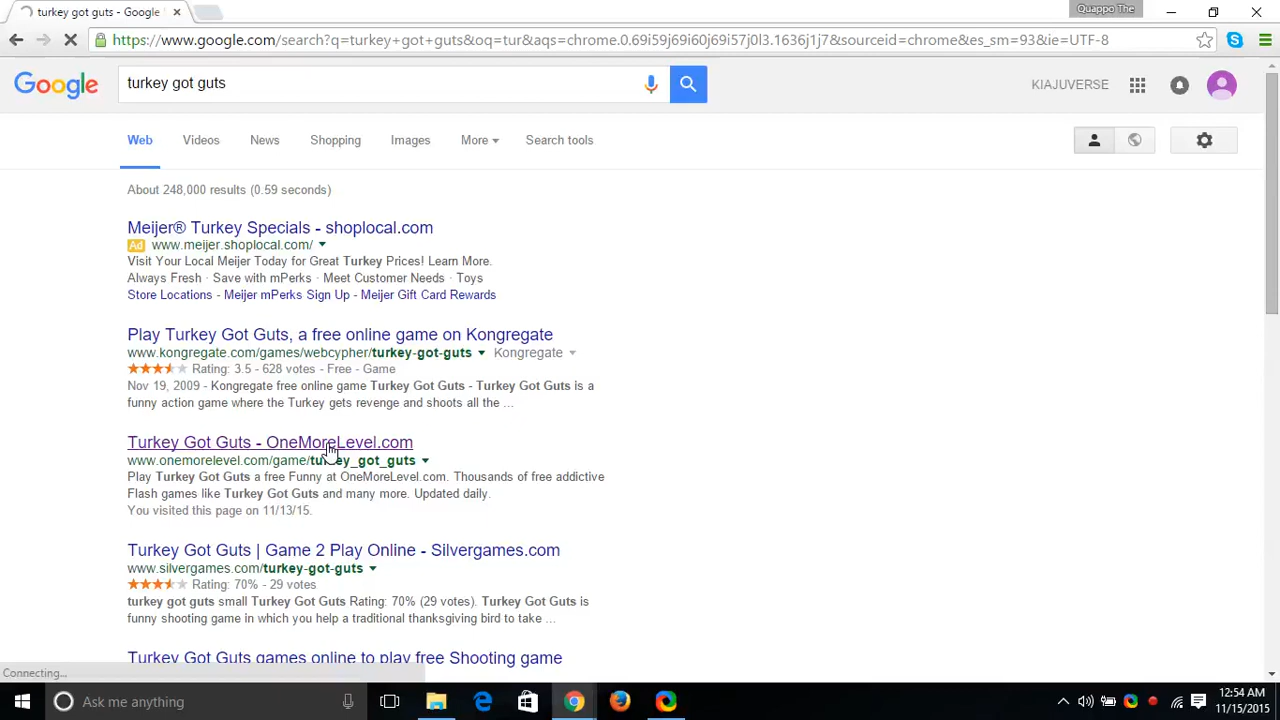 turkey got guts - Google
Quappo The
https://www.google.com/search?q=turkey+got+guts&oq=tur&aqs=chrome.0.69i59j69i60j69i57j0l3.1636j1j7&sourceid=chrome&es_sm=93&ie=UTF-8
Google
turkey got guts
KIAJUVERSE
Web Videos News Shopping Images More Search tools
About 248,000 results (0.59 seconds)
Meijer® Turkey Specials - shoplocal.com
Ad www.meijer.shoplocal.com/
Visit Your Local Meijer Today for Great Turkey Prices! Learn More.
Always Fresh · Save with mPerks · Meet Customer Needs · Toys
Store Locations - Meijer mPerks Sign Up - Meijer Gift Card Rewards
Play Turkey Got Guts, a free online game on Kongregate
www.kongregate.com/games/webcypher/turkey-got-guts Kongregate
Rating: 3.5 - 628 votes - Free - Game
Nov 19, 2009 - Kongregate free online game Turkey Got Guts - Turkey Got Guts is a
funny action game where the Turkey gets revenge and shoots all the ...
Turkey Got Guts - OneMoreLevel.com
www.onemorelevel.com/game/turkey_got_guts
Play Turkey Got Guts a free Funny at OneMoreLevel.com. Thousands of free addictive
Flash games like Turkey Got Guts and many more. Updated daily.
You visited this page on 11/13/15.
Turkey Got Guts | Game 2 Play Online - Silvergames.com
www.silvergames.com/turkey-got-guts
Rating: 70% - 29 votes
turkey got guts small Turkey Got Guts Rating: 70% (29 votes). Turkey Got Guts is
funny shooting game in which you help a traditional thanksgiving bird to take ...
Turkey Got Guts games online to play free Shooting game
Connecting...
Ask me anything
12:54 AM
11/15/2015